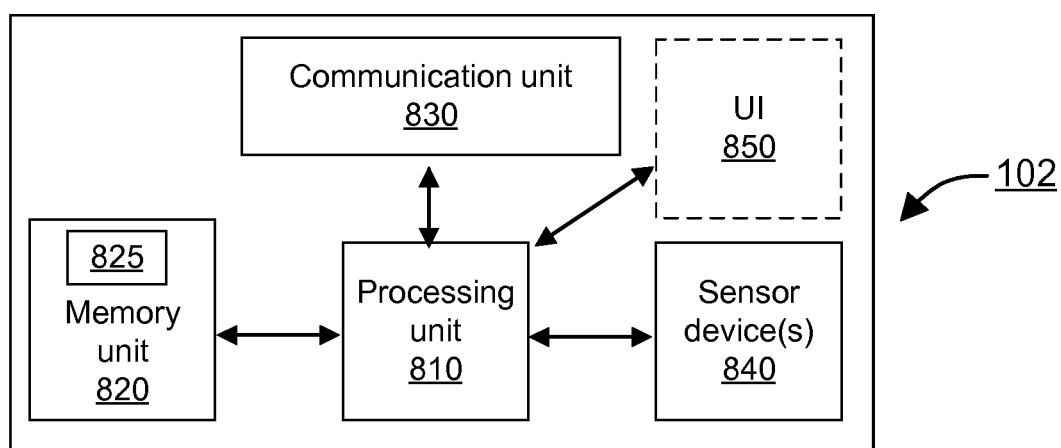 Communication unit
830
UI
850
102
825
Memory
unit
820
Processing
unit
810
Sensor
device(s)
840